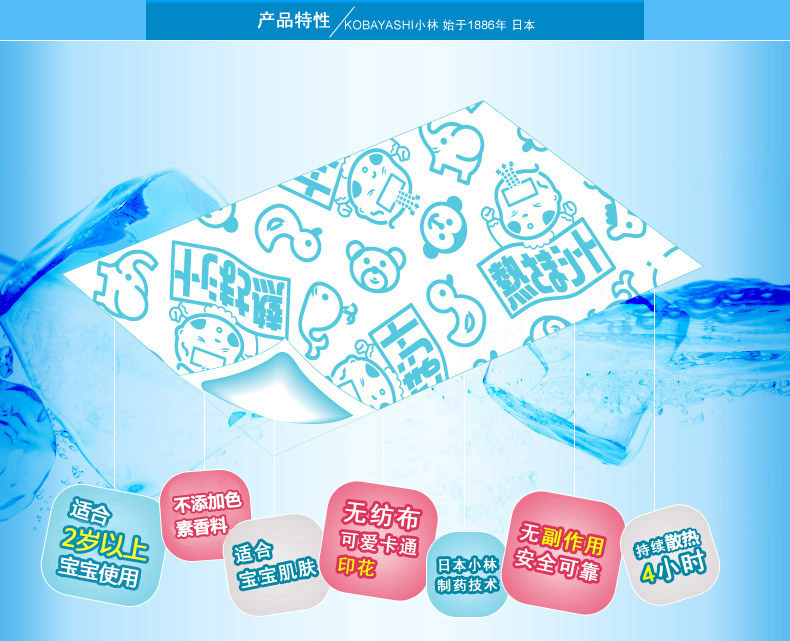 产品特性 KOBAYASHI小林 始于1886年 日本
熱さまシート
熱さまシート
熱さまシート
适合
2岁以上
宝宝使用
不添加色
素香料
适合
宝宝肌肤
无纺布
可爱卡通
印花
日本小林
制药技术
无副作用
安全可靠
持续散热
4小时